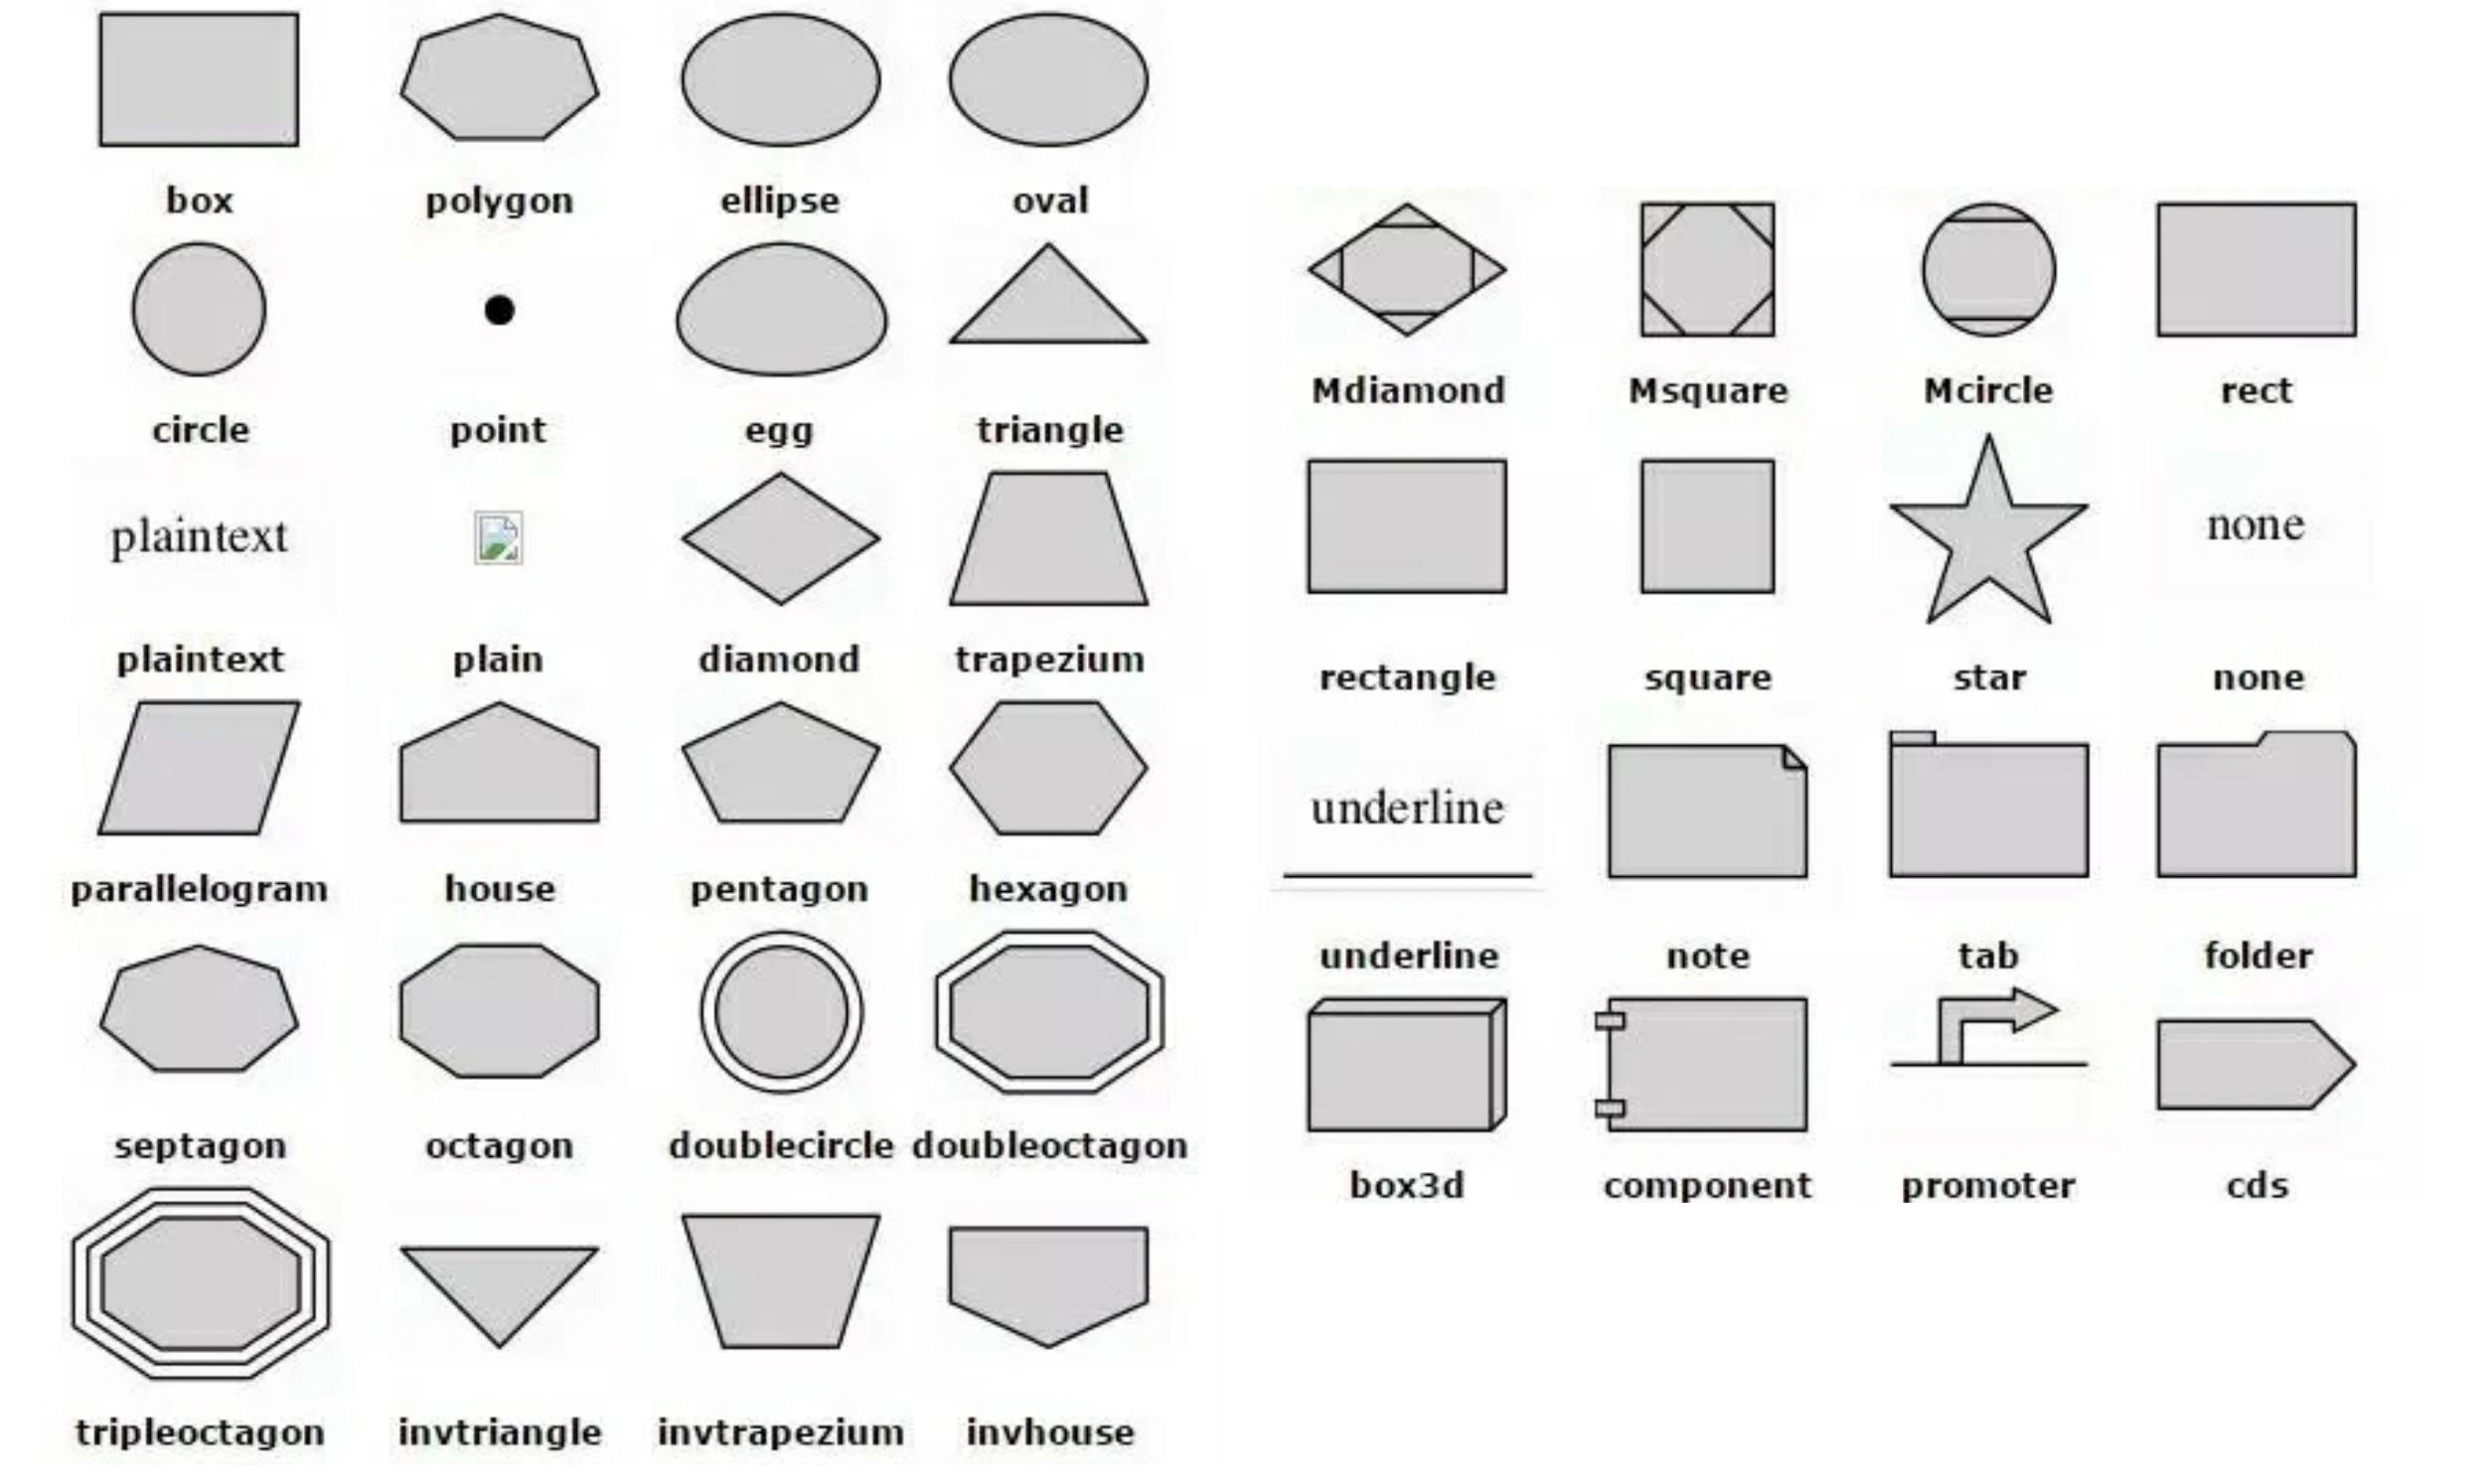 box polygon ellipse oval
circle point egg triangle
plaintext
plaintext plain diamond trapezium
parallelogram house pentagon hexagon
septagon octagon doublecircle doubleoctagon
tripleoctagon invtriangle invtrapezium invhouse
Mdiamond Msquare Mcircle rect
none
rectangle square star none
underline
underline note tab folder
box3d component promoter cds